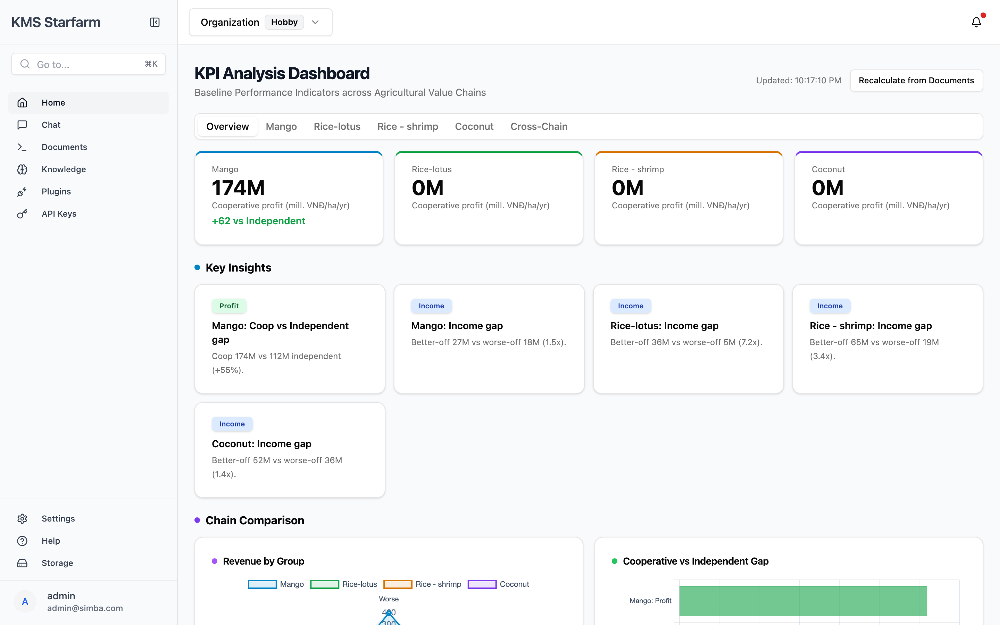 KMS Starfarm
Organization Hobby
Go to... ⌘K
Home
Chat
Documents
Knowledge
Plugins
API Keys
Settings
Help
Storage
A
admin
admin@simba.com
KPI Analysis Dashboard
Baseline Performance Indicators across Agricultural Value Chains
Updated: 10:17:10 PM
Recalculate from Documents
Overview Mango Rice-lotus Rice - shrimp Coconut Cross-Chain
Mango
174M
Cooperative profit (mill. VNĐ/ha/yr)
+62 vs Independent
Rice-lotus
0M
Cooperative profit (mill. VNĐ/ha/yr)
Rice - shrimp
0M
Cooperative profit (mill. VNĐ/ha/yr)
Coconut
0M
Cooperative profit (mill. VNĐ/ha/yr)
Key Insights
Profit
Mango: Coop vs Independent
gap
Coop 174M vs 112M independent
(+55%).
Income
Mango: Income gap
Better-off 27M vs worse-off 18M (1.5x).
Income
Rice-lotus: Income gap
Better-off 36M vs worse-off 5M (7.2x).
Income
Rice - shrimp: Income gap
Better-off 65M vs worse-off 19M
(3.4x).
Income
Coconut: Income gap
Better-off 52M vs worse-off 36M
(1.4x).
Chain Comparison
Revenue by Group
Mango Rice-lotus Rice - shrimp Coconut
Worse
400
300
Cooperative vs Independent Gap
Mango: Profit